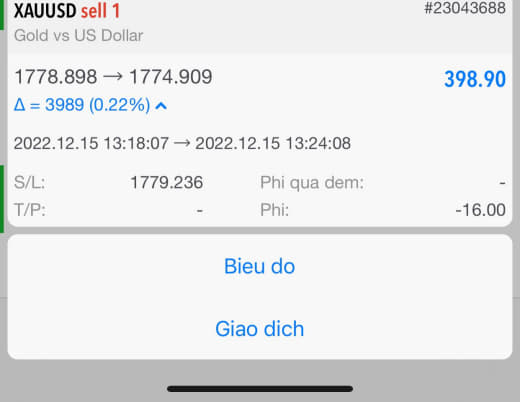 XAUUSD sell 1 #23043688
Gold vs US Dollar
1778.898 → 1774.909 398.90
Δ = 3989 (0.22%)
2022.12.15 13:18:07 → 2022.12.15 13:24:08
S/L: 1779.236 Phi qua dem: -
T/P: - Phi: -16.00
Bieu do
Giao dich